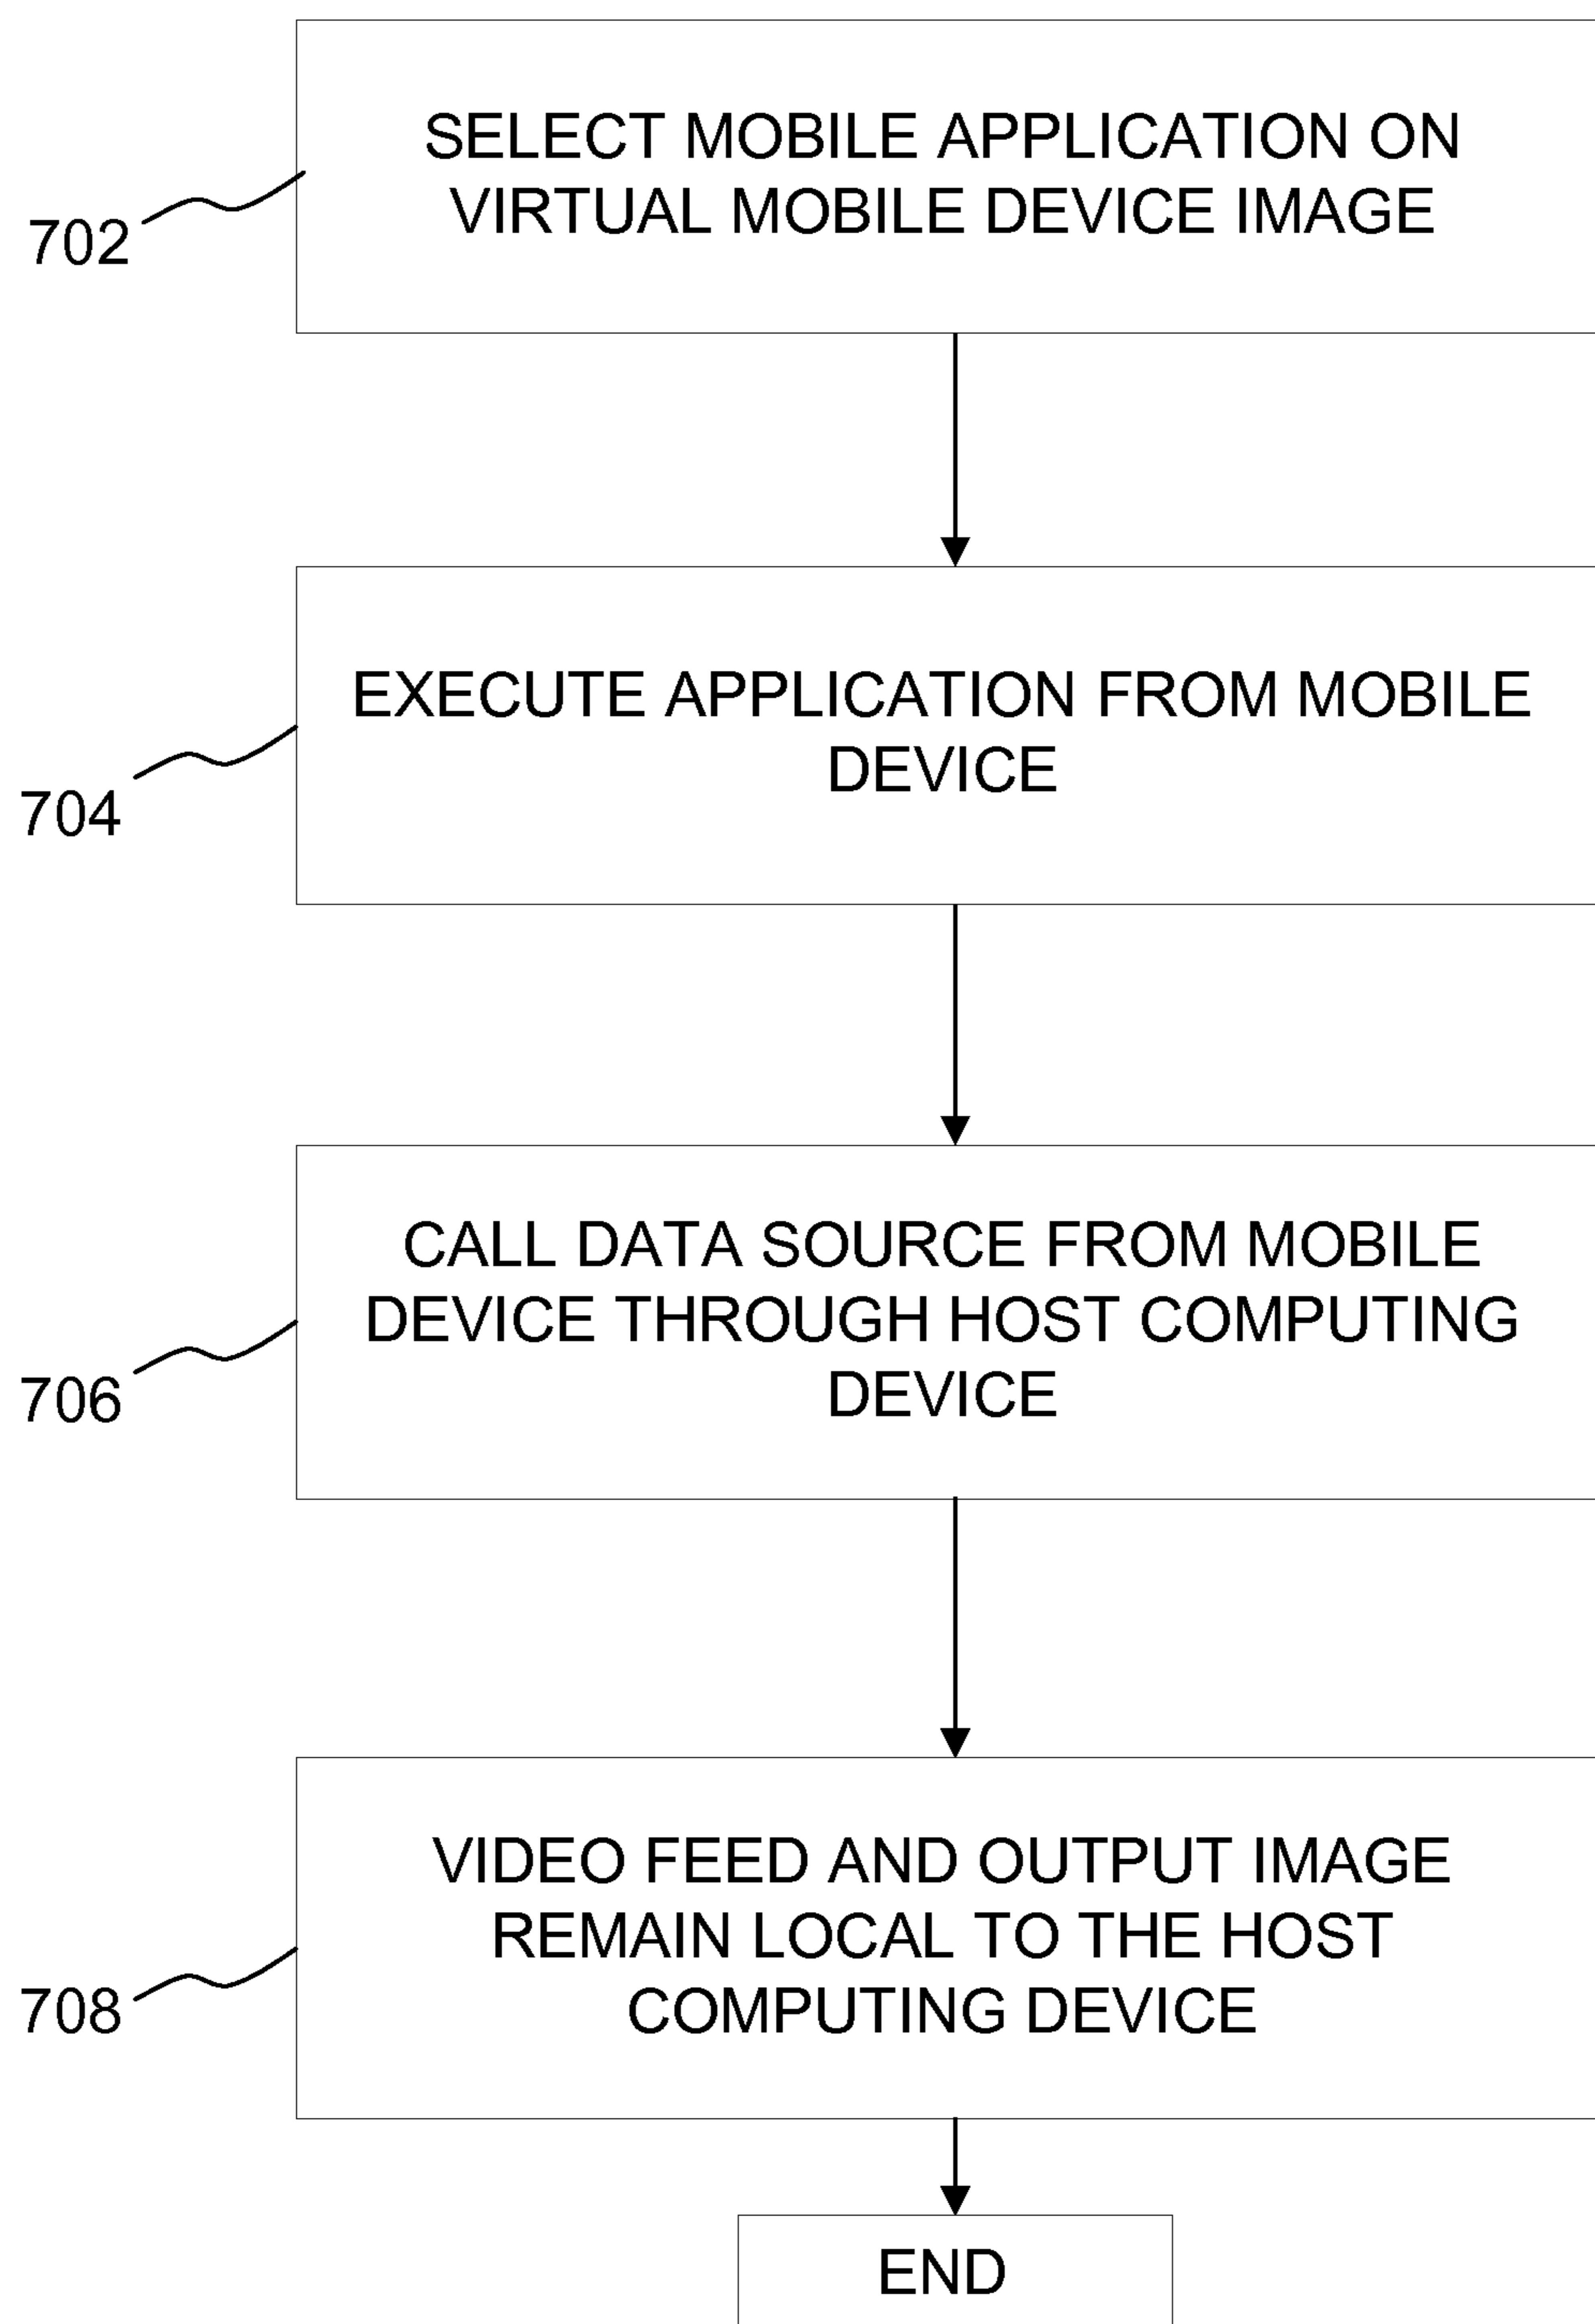 SELECT MOBILE APPLICATION ON
VIRTUAL MOBILE DEVICE IMAGE
702
EXECUTE APPLICATION FROM MOBILE
DEVICE
704
CALL DATA SOURCE FROM MOBILE
DEVICE THROUGH HOST COMPUTING
DEVICE
706
VIDEO FEED AND OUTPUT IMAGE
REMAIN LOCAL TO THE HOST
COMPUTING DEVICE
708
END